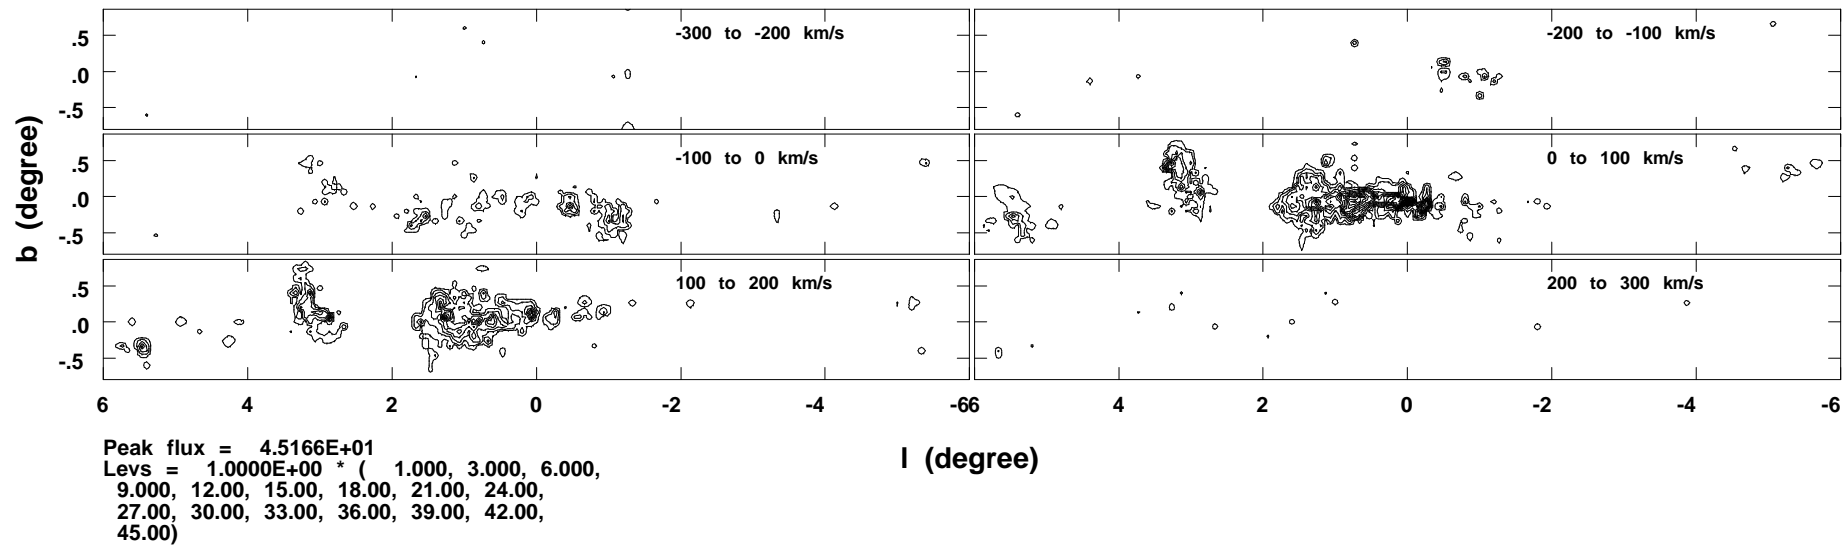 -300 to -200 km/s
-200 to -100 km/s
.5
.0
-.5
-100 to 0 km/s
0 to 100 km/s
.5
.0
-.5
100 to 200 km/s
200 to 300 km/s
.5
.0
-.5
b (degree)
6 4 2 0 -2 -4 -66 4 2 0 -2 -4 -6
l (degree)
Peak flux = 4.5166E+01
Levs = 1.0000E+00 * ( 1.000, 3.000, 6.000,
9.000, 12.00, 15.00, 18.00, 21.00, 24.00,
27.00, 30.00, 33.00, 36.00, 39.00, 42.00,
45.00)